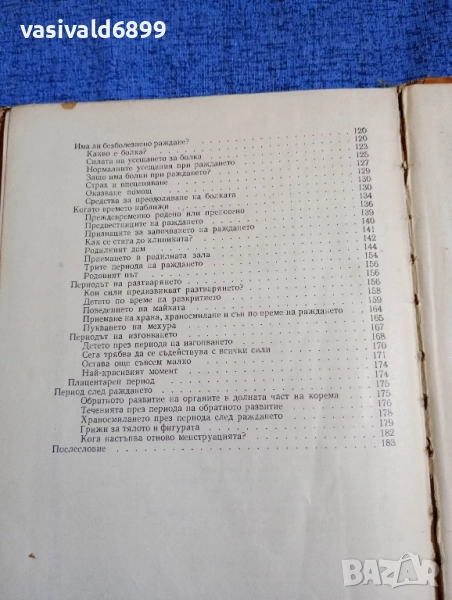 vasivald6899
Има ли безболезнено раждане? 120
Какво е болка? 120
Силата на усещането за болка 123
Нормалните усещания при раждането 125
Защо има болки при раждането? 127
Страх и впечатление 129
Оказване помощ 130
Средства за преодоляване на болката 130
Когато времето наближи 134
Преждевременно родено или преносено 136
Предвестниците на раждането 139
Признаците за започването на раждането 140
Как се стига до клиниката? 141
Родилният дом 142
Приемането в родилната зала 144
Трите периода на раждането 154
Родовият път 154
Периодът на разтварянето 156
Кои сили предизвикват разтварянето? 156
Детето по време на разкритието 158
Поведението на майката 159
Приемане на храна, храносмилане и сън по време на раждането 164
Пукването на мехура 165
Периодът на изгонването 167
Детето през периода на изгонването 168
Сега трябва да се съдействува с всички сили 170
Остава още съвсем малко 171
Най-красивият момент 174
Плацентарен период 174
Период след раждането 175
Обратното развитие на органите в долната част на корема 175
Теченията през периода на обратното развитие 176
Храносмилането през периода след раждането 178
Грижи за тялото и фигурата 179
Кога настъпва отново менструацията? 182
Послесловие 183
BAZAR